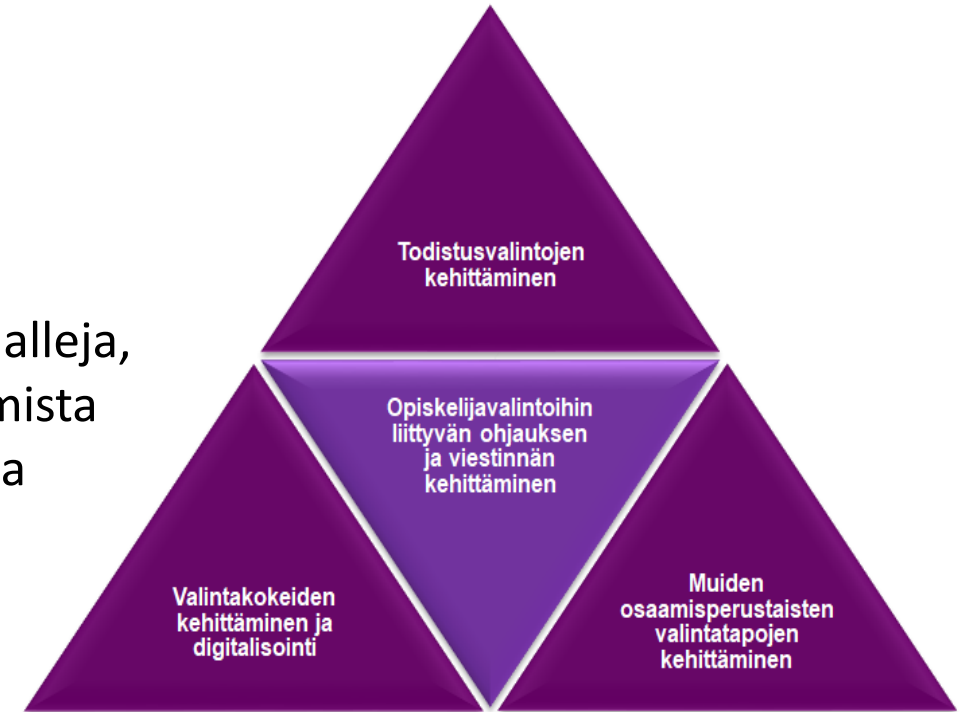 Todistusvalintojen
kehittäminen
alleja,
mista
a
Opiskelijavalintoihin
liittyvän ohjauksen
ja viestinnän
kehittäminen
Valintakokeiden
kehittäminen ja
digitalisointi
Muiden
osaamisperustaisten
valintatapojen
kehittäminen